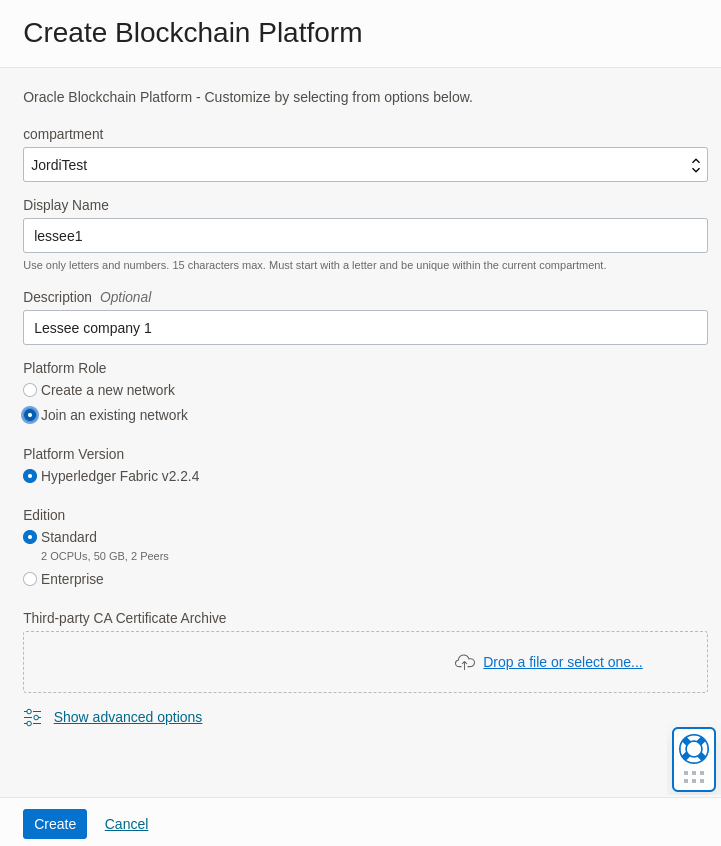 Create Blockchain Platform
Oracle Blockchain Platform - Customize by selecting from options below.
compartment
JordiTest
Display Name
lessee1
Use only letters and numbers. 15 characters max. Must start with a letter and be unique within the current compartment.
Description Optional
Lessee company 1
Platform Role
Create a new network
Join an existing network
Platform Version
Hyperledger Fabric v2.2.4
Edition
Standard
2 OCPUs, 50 GB, 2 Peers
Enterprise
Third-party CA Certificate Archive
Drop a file or select one...
Show advanced options
Create Cancel